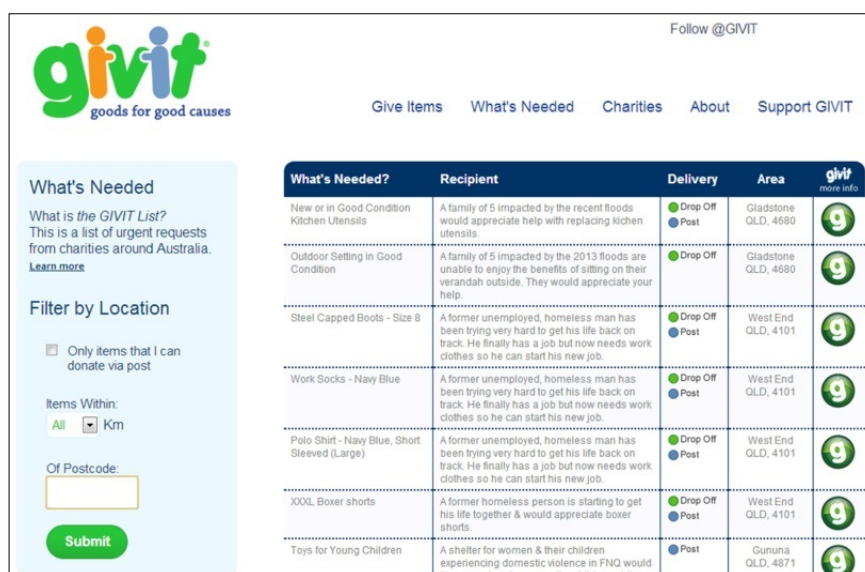 Follow @GIVIT
givit
goods for good causes
Give Items What's Needed Charities About Support GIVIT
What's Needed
What is the GIVIT List?
This is a list of urgent requests
from charities around Australia.
Learn more
Filter by Location
Only items that I can
donate via post
Items Within:
All Km
Of Postcode:
Submit
What's Needed? Recipient Delivery Area givit
more info
New or in Good Condition A family of 5 impacted by the recent floods Drop Off Gladstone
Kitchen Utensils would appreciate help with replacing kichen Post QLD, 4680
utensils.
Outdoor Setting in Good A family of 5 impacted by the 2013 floods are Drop Off Gladstone
Condition unable to enjoy the benefits of sitting on their QLD, 4680
verandah outside. They would appreciate your
help.
Steel Capped Boots - Size 8 A former unemployed, homeless man has Drop Off West End
been trying very hard to get his life back on Post QLD, 4101
track. He finally has a job but now needs work
clothes so he can start his new job.
Work Socks - Navy Blue A former unemployed, homeless man has Drop Off West End
been trying very hard to get his life back on Post QLD, 4101
track. He finally has a job but now needs work
clothes so he can start his new job.
Polo Shirt - Navy Blue, Short A former unemployed, homeless man has Drop Off West End
Sleeved (Large) been trying very hard to get his life back on Post QLD, 4101
track. He finally has a job but now needs work
clothes so he can start his new job.
XXXL Boxer shorts A former homeless person is starting to get Drop Off West End
his life together & would appreciate boxer Post QLD, 4101
shorts.
Toys for Young Children A shelter for women & their children Post Gununa
experiencing domestic violence in FNQ would QLD, 4871